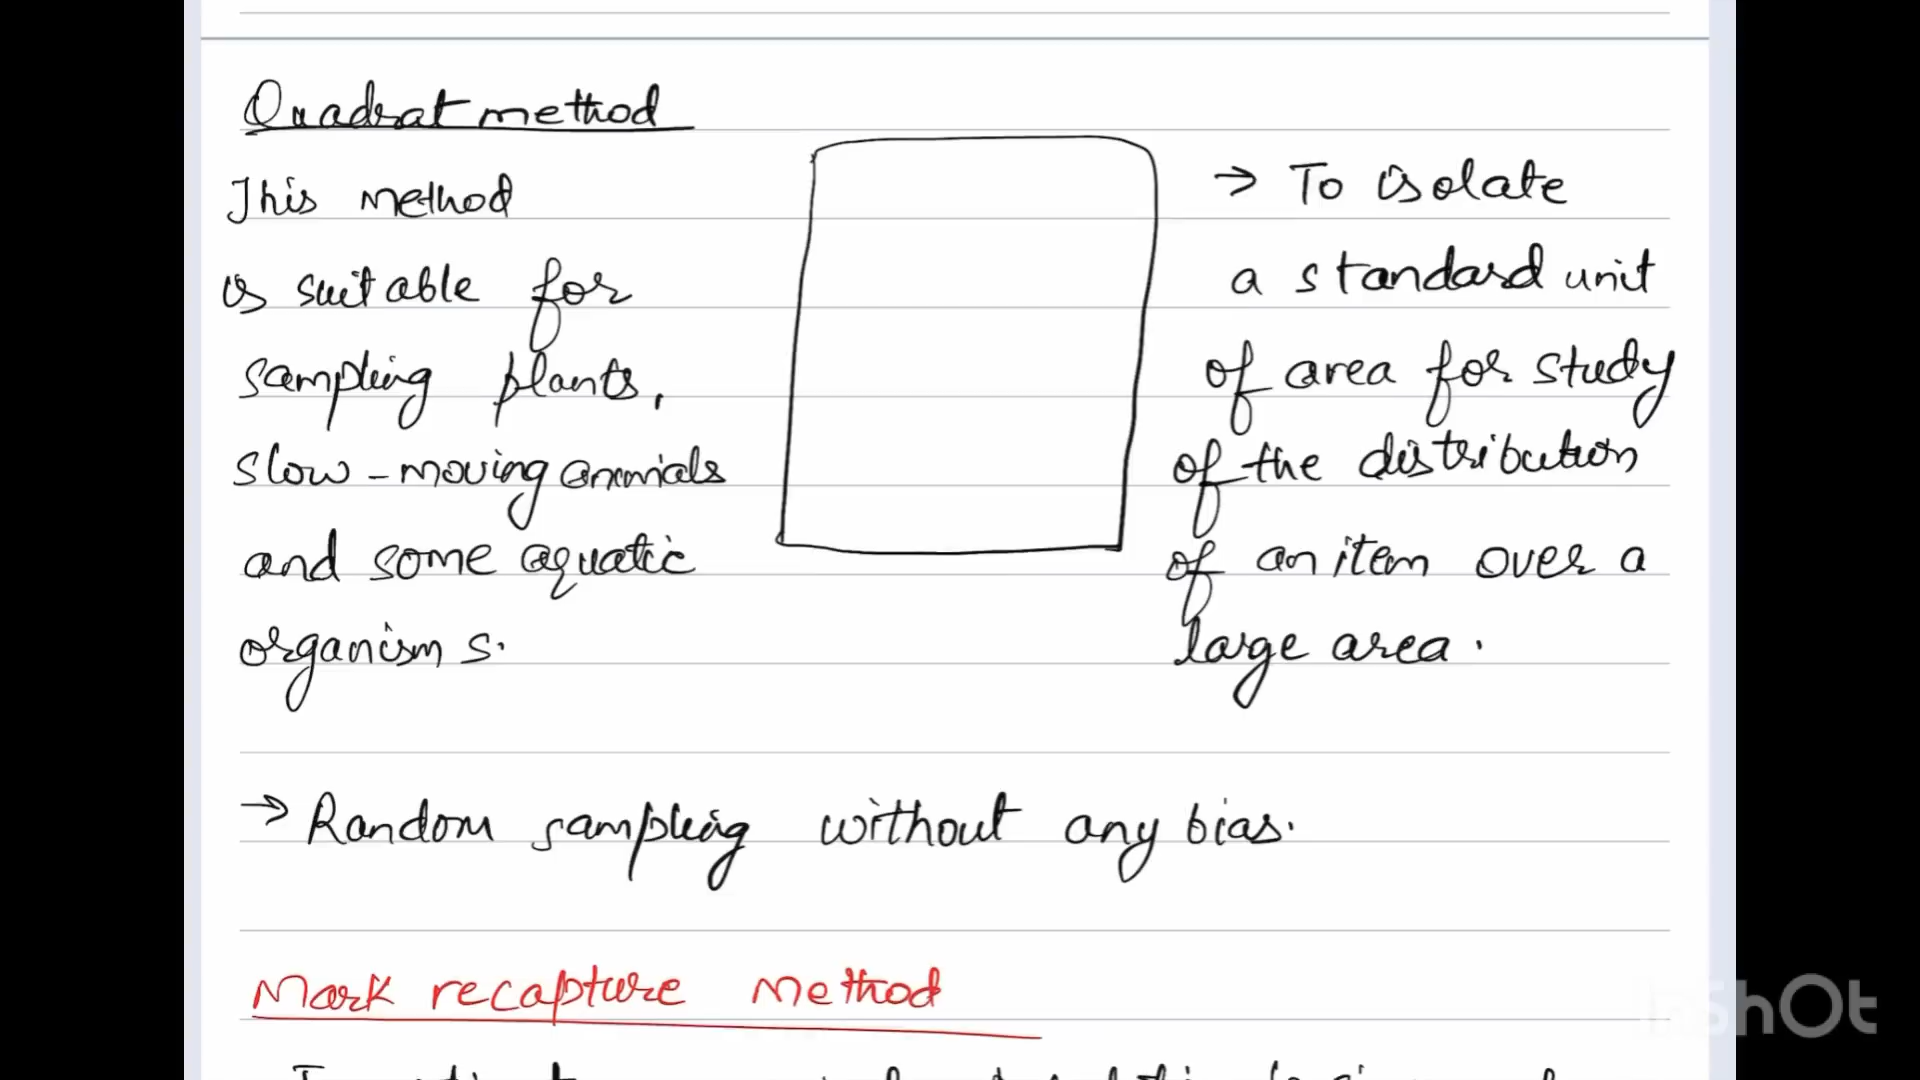 Quadrat method
This method
is suitable for
sampling plants,
slow-moving animals
and some aquatic
organisms.
→ To isolate
a standard unit
of area for study
of the distribution
of an item over a
large area.
→ Random sampling without any bias.
Mark recapture method
InShOt